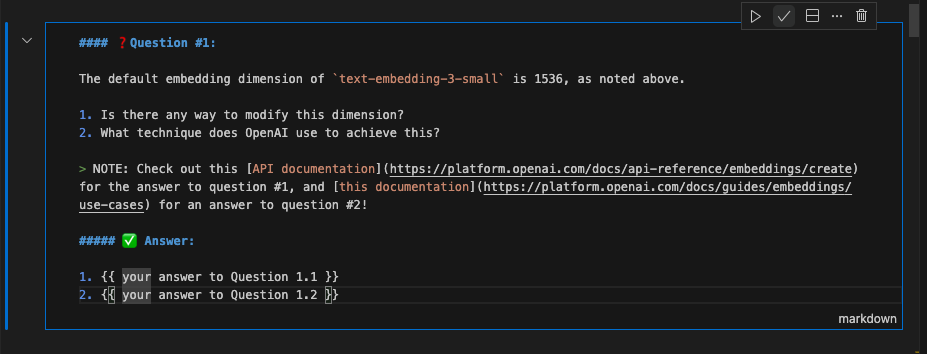 #### ❓Question #1:
The default embedding dimension of `text-embedding-3-small` is 1536, as noted above.
1. Is there any way to modify this dimension?
2. What technique does OpenAI use to achieve this?
> NOTE: Check out this [API documentation](https://platform.openai.com/docs/api-reference/embeddings/create)
for the answer to question #1, and [this documentation](https://platform.openai.com/docs/guides/embeddings/
use-cases) for an answer to question #2!
##### ✅ Answer:
1. {{ your answer to Question 1.1 }}
2. {{ your answer to Question 1.2 }}
markdown